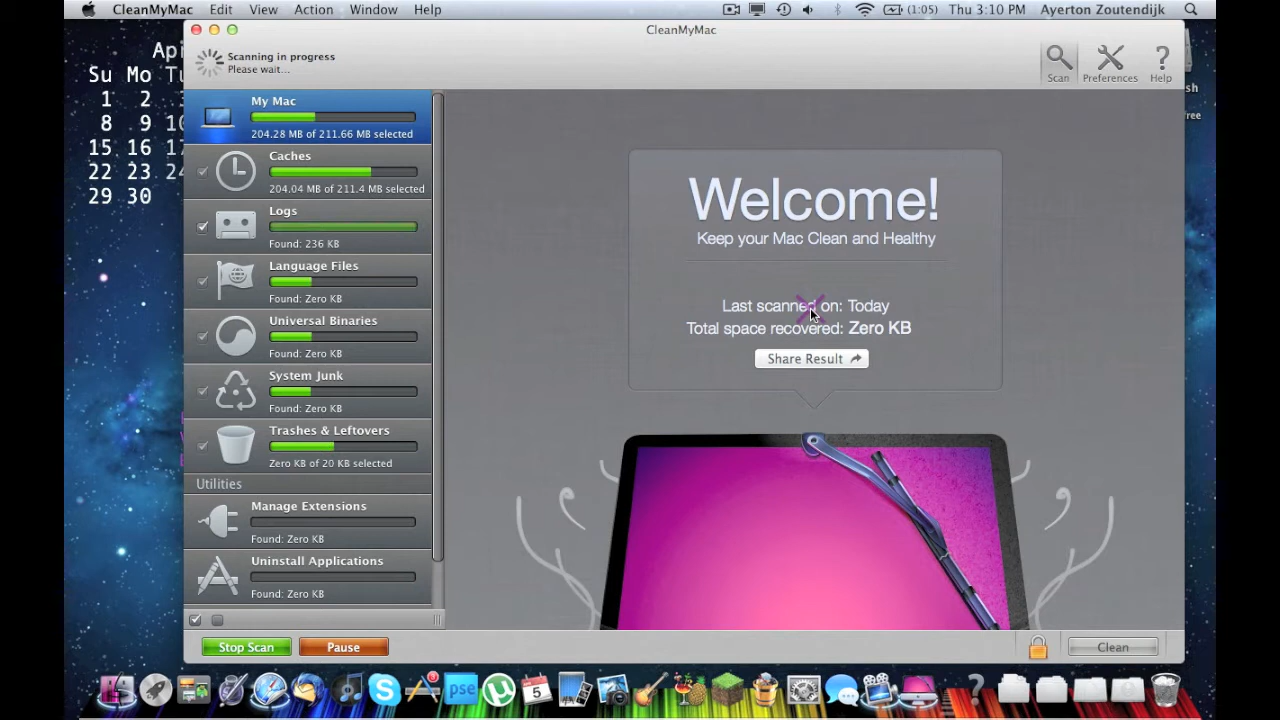 CleanMyMac Edit View Action Window Help (1:05) Thu 3:10 PM Ayerton Zoutendijk
CleanMyMac
Scanning in progress
Please wait...
Scan Preferences Help
Su Mo
1 2
8 9
15 16
22 23
29 30
My Mac
204.28 MB of 211.66 MB selected
Caches
204.04 MB of 211.4 MB selected
Logs
Found: 236 KB
Language Files
Found: Zero KB
Universal Binaries
Found: Zero KB
System Junk
Found: Zero KB
Trashes & Leftovers
Zero KB of 20 KB selected
Utilities
Manage Extensions
Found: Zero KB
Uninstall Applications
Found: Zero KB
Welcome!
Keep your Mac Clean and Healthy
Last scanned on: Today
Total space recovered: Zero KB
Share Result
Stop Scan Pause Clean
pse
5